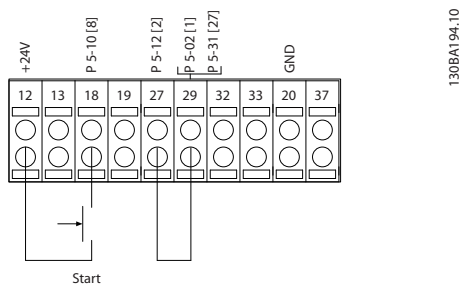 +24V
P 5-10 [8]
P 5-12 [2]
P 5-02 [1]
P 5-31 [27]
GND
130BA194.10
12 13 18 19 27 29 32 33 20 37
Start